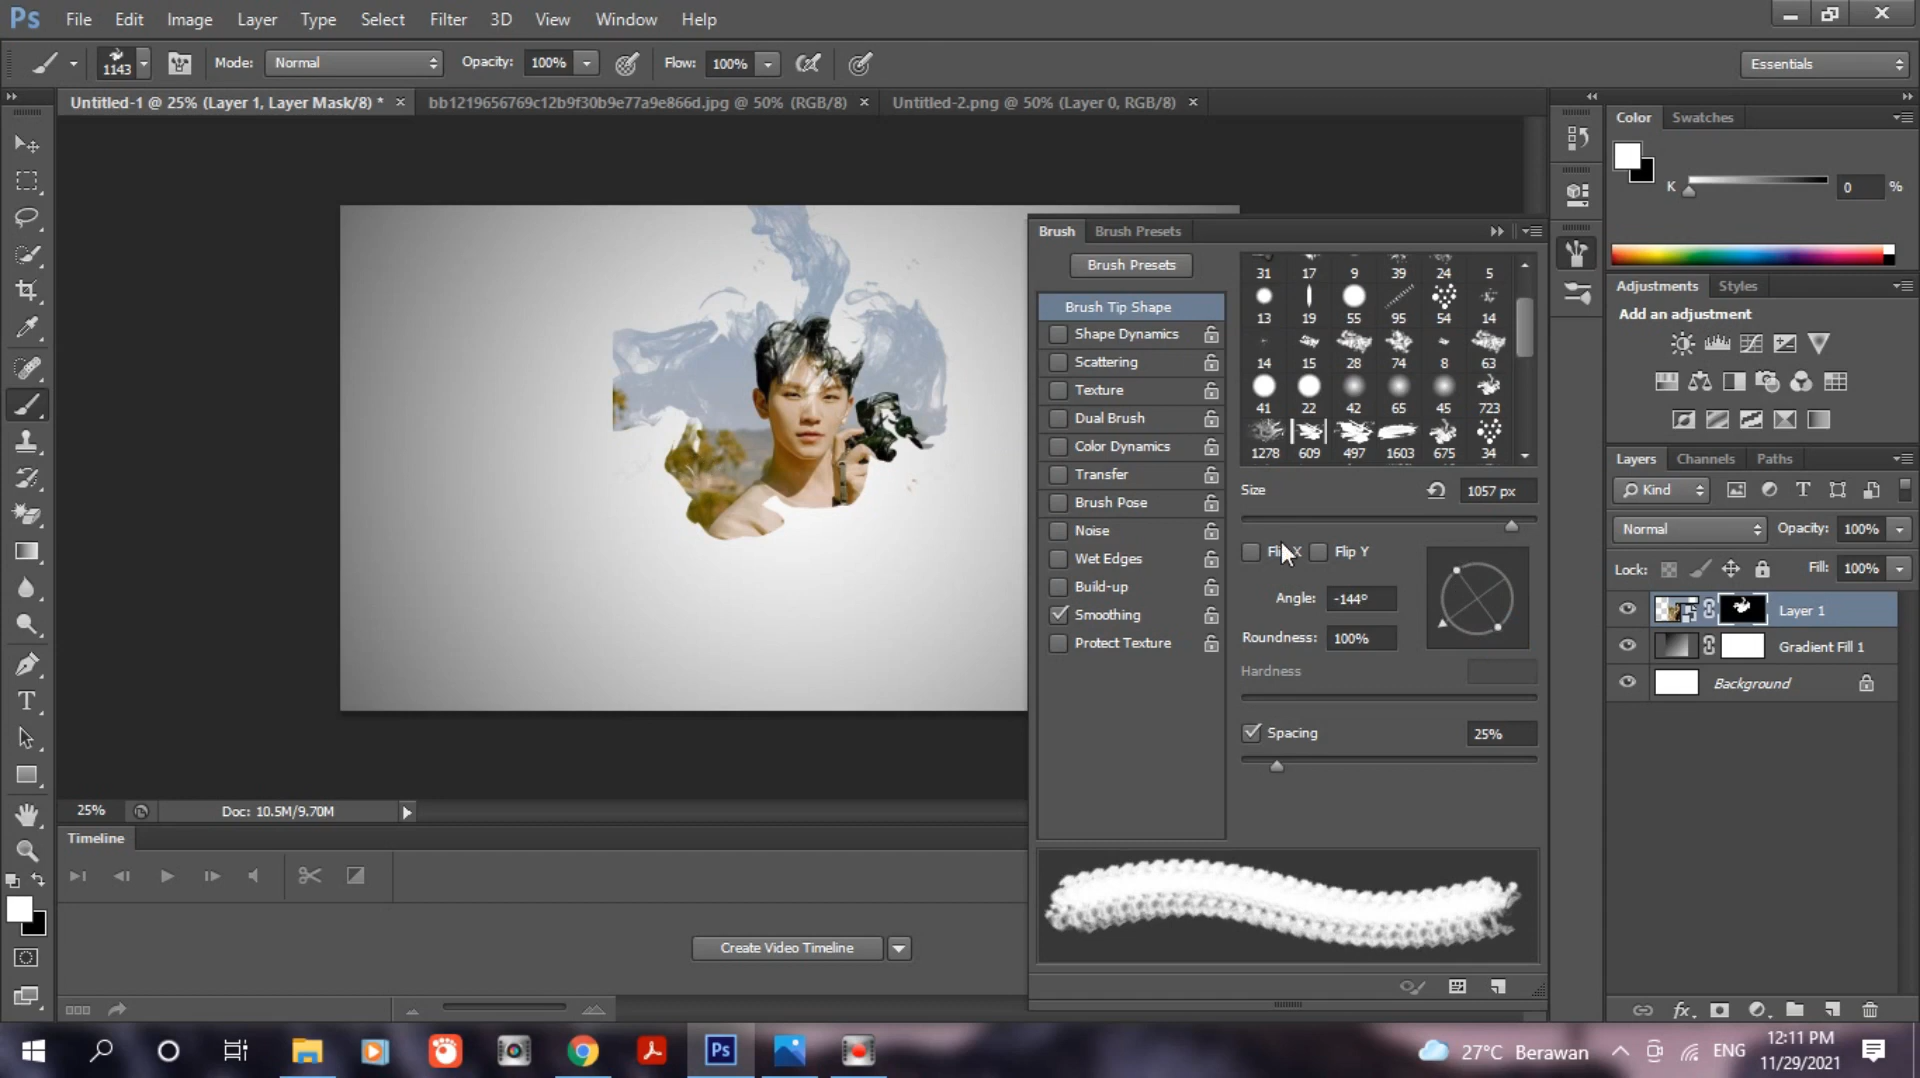 Ps File Edit Image Layer Type Select Filter 3D View Window Help
1143 Mode: Normal Opacity: 100% Flow: 100% Essentials
Untitled-1 @ 25% (Layer 1, Layer Mask/8) * × bb1219656769c12b9f30b9e77a9e866d.jpg @ 50% (RGB/8) × Untitled-2.png @ 50% (Layer 0, RGB/8) ×
Color Swatches
K 0 %
Brush Brush Presets
Brush Presets
Brush Tip Shape
Shape Dynamics
Scattering
Texture
Dual Brush
Color Dynamics
Transfer
Brush Pose
Noise
Wet Edges
Build-up
Smoothing
Protect Texture
31 17 9 39 24 5
13 19 55 95 54 14
14 15 28 74 8 63
41 22 42 65 45 723
1278 609 497 1603 675 34
Size 1057 px
Flip X Flip Y
Angle: -144°
Roundness: 100%
Hardness
Spacing 25%
Adjustments Styles
Add an adjustment
Layers Channels Paths
Kind
Normal Opacity: 100%
Lock: Fill: 100%
Layer 1
Gradient Fill 1
Background
25% Doc: 10.5M/9.70M
Timeline
Create Video Timeline
Ps 27°C Berawan ENG 12:11 PM
11/29/2021